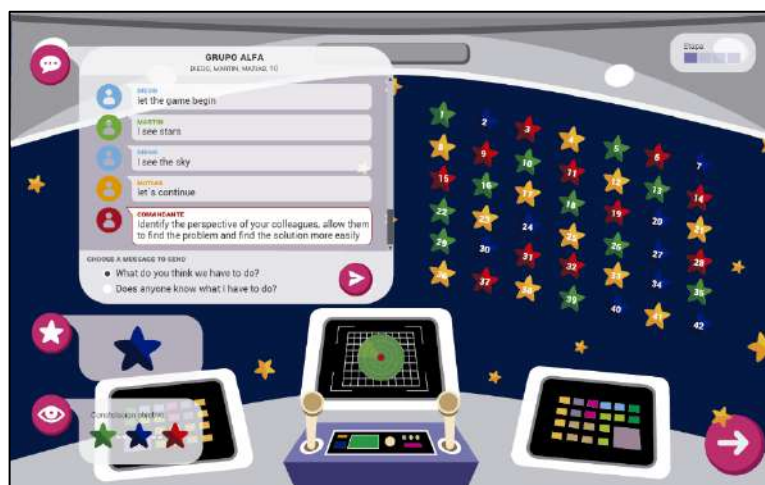 GRUPO ALFA
DIEGO, MARTIN, MATIAS, TÚ
DIEGO
let the game begin
MARTIN
I see stars
DIEGO
I see the sky
MATIAS
let´s continue
COMANDANTE
Identify the perspective of your colleagues, allow them
to find the problem and find the solution more easily
CHOOSE A MESSAGE TO SEND
What do you think we have to do?
Does anyone know what I have to do?
Etapa
1 2 3 4 5 6 7
8 9 10 11 12 13 14
15 16 17 18 19 20 21
22 23 24 25 26 27 28
29 30 31 32 33 34 35
36 37 38 39 40 41 42
Constelación objetivo